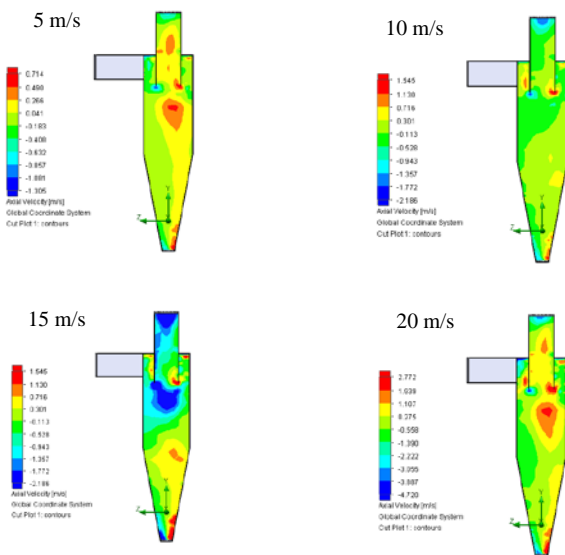 5 m/s
0.714
0.490
0.266
0.041
-0.183
-0.408
-0.632
-0.857
-1.081
-1.305
Axial Velocity [m/s]
Global Coordinate System
Cut Plot 1: contours
Y
Z
10 m/s
1.545
1.130
0.716
0.301
-0.113
-0.528
-0.943
-1.357
-1.772
-2.186
Axial Velocity [m/s]
Global Coordinate System
Cut Plot 1: contours
Y
Z
15 m/s
1.545
1.130
0.716
0.301
-0.113
-0.528
-0.943
-1.357
-1.772
-2.186
Axial Velocity [m/s]
Global Coordinate System
Cut Plot 1: contours
Y
Z
20 m/s
2.772
1.939
1.107
-0.558
-1.390
-2.222
-3.055
-3.887
-4.720
Axial Velocity [m/s]
Global Coordinate System
Cut Plot 1: contours
Y
Z